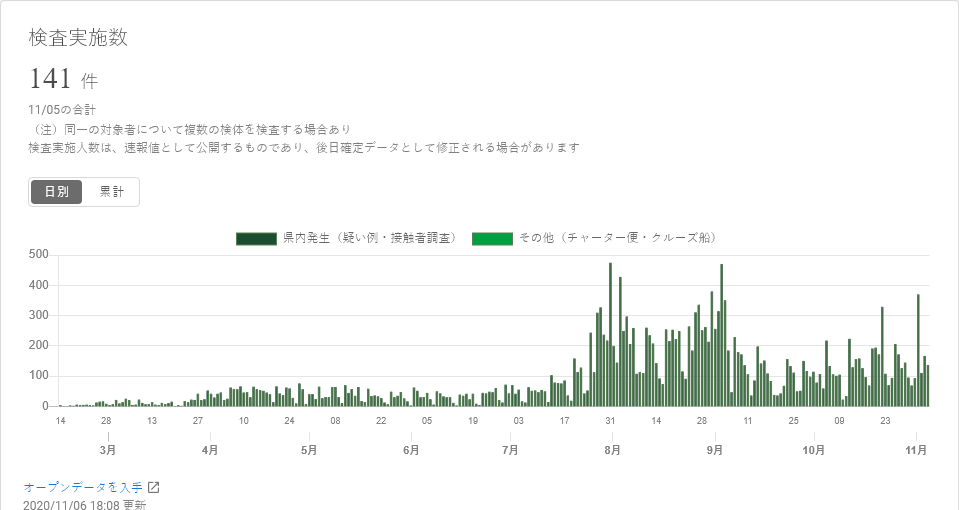 検査実施数
141 件
11/05の合計
（注）同一の対象者について複数の検体を検査する場合あり
検査実施人数は、速報値として公開するものであり、後日確定データとして修正される場合があります
日別 累計
県内発生（疑い例・接触者調査） その他（チャーター便・クルーズ船）
500
400
300
200
100
0
14 28 13 27 10 24 08 22 05 19 03 17 31 14 28 11 25 09 23
3月 4月 5月 6月 7月 8月 9月 10月 11月
オープンデータを入手
2020/11/06 18:08 更新